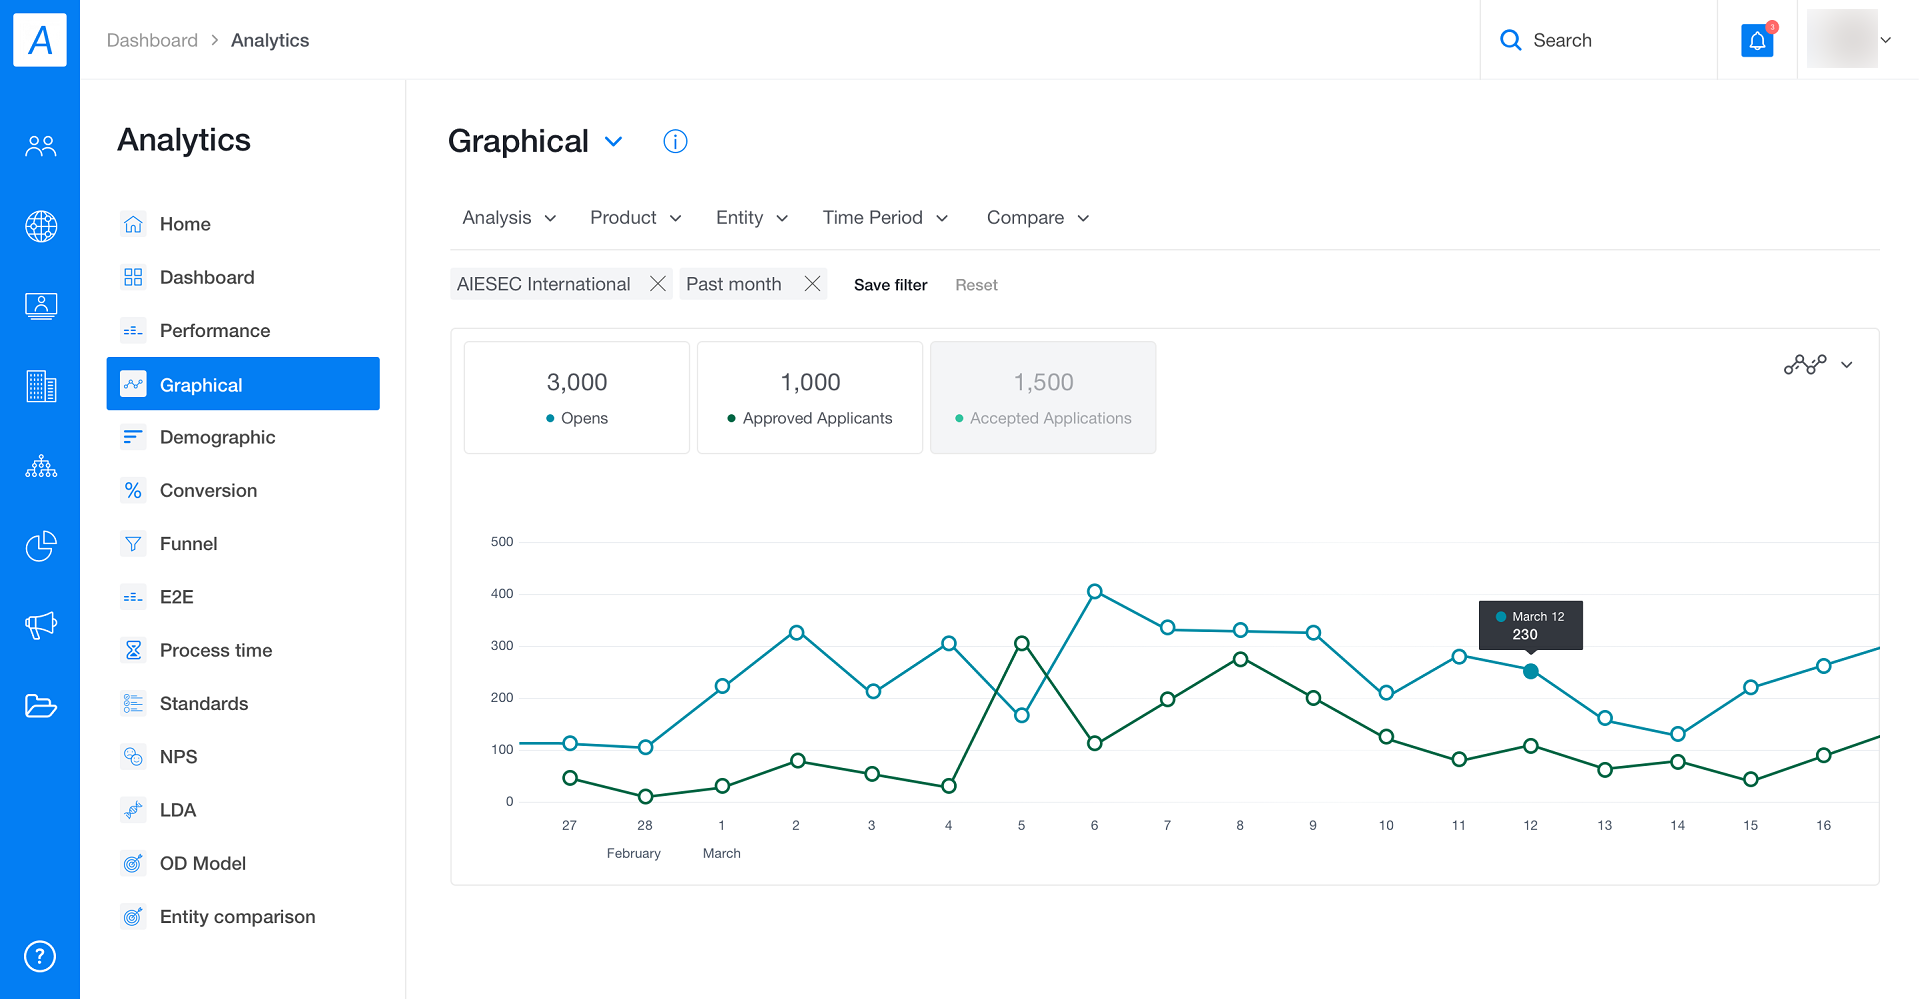 A
Dashboard > Analytics
Search
3
Analytics
Home
Dashboard
Performance
Graphical
Demographic
Conversion
Funnel
E2E
Process time
Standards
NPS
LDA
OD Model
Entity comparison
?
Graphical
i
Analysis Product Entity Time Period Compare
AIESEC International Past month Save filter Reset
3,000
Opens
1,000
Approved Applicants
1,500
Accepted Applications
500
400
300
200
100
0
March 12
230
27 28 1 2 3 4 5 6 7 8 9 10 11 12 13 14 15 16
February March